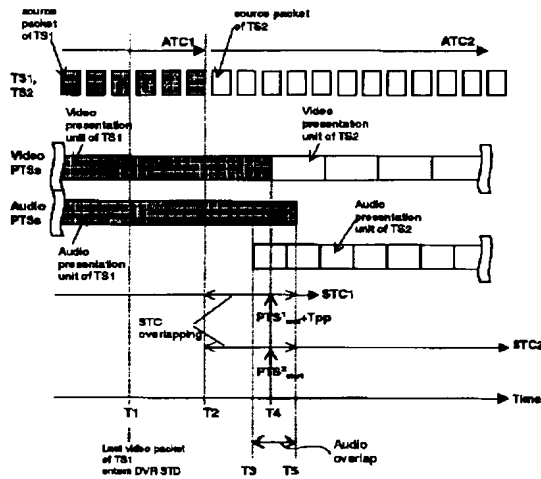 source
packet
of TS1
ATC1
source packet
of TS2
ATC2
TS1,
TS2
Video
presentation
unit of TS1
Video
presentation
unit of TS2
Video
PTSs
Audio
PTSs
Audio
presentation
unit of TS1
Audio
presentation
unit of TS2
STC1
STC
overlapping
+Tpp
STC2
PTS²start
Time
T1
T2
T4
Last video packet
of TS1
enters DVR STD
T3
T5
Audio
overlap